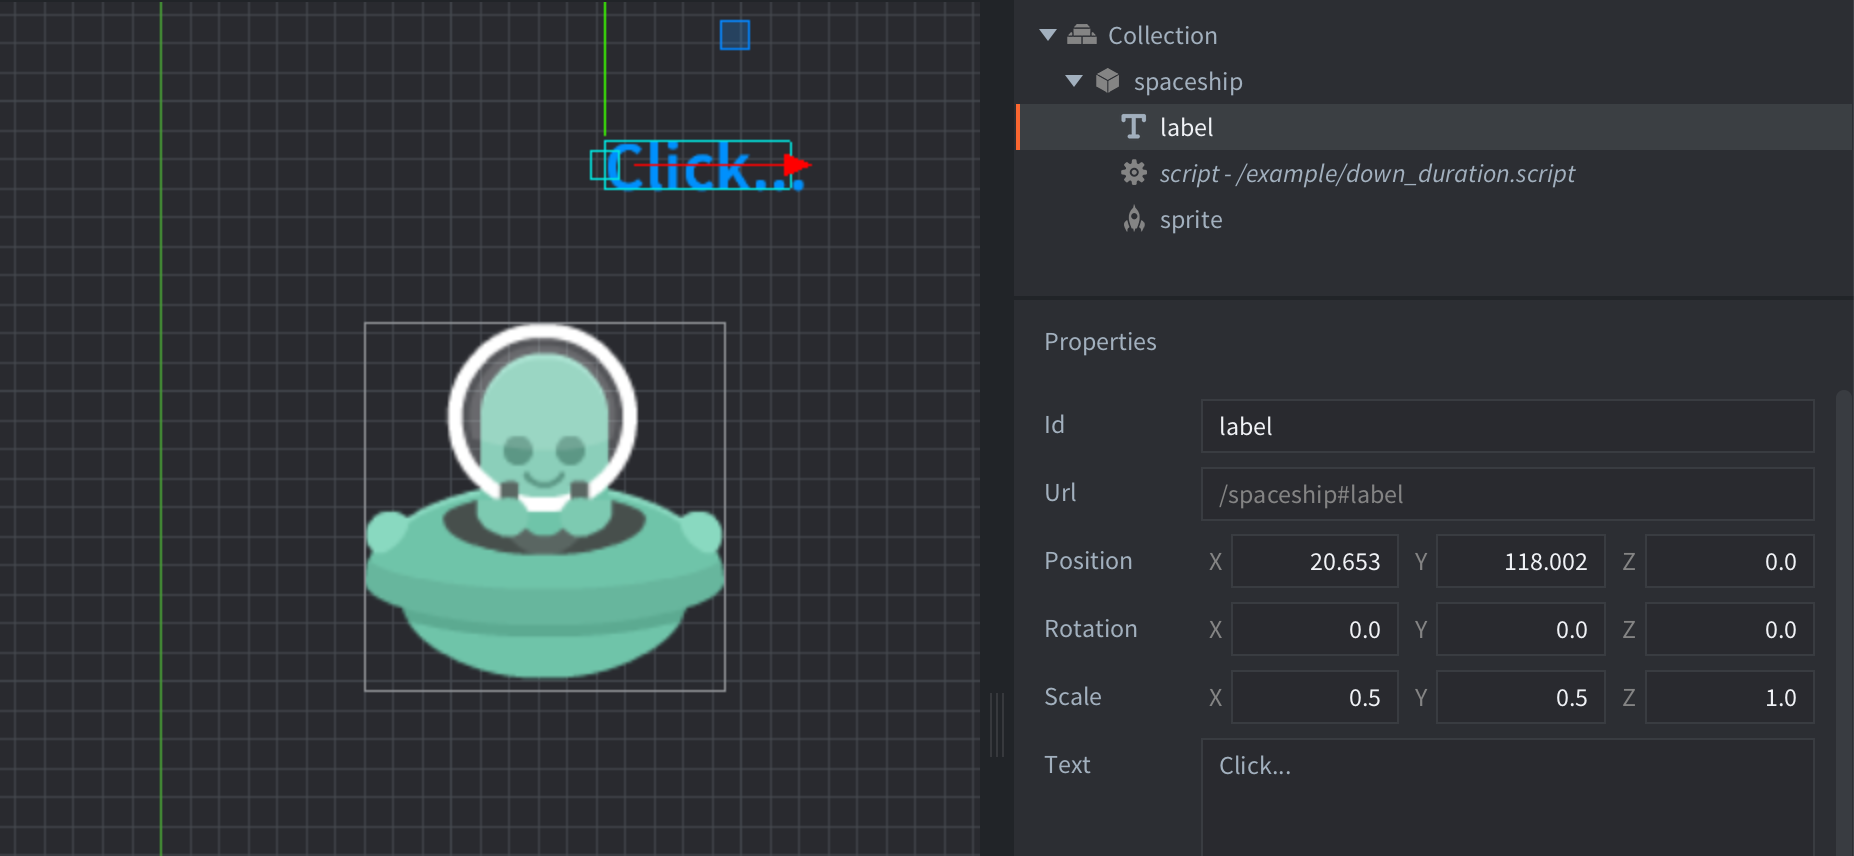 Click...
Collection
spaceship
label
script - /example/down_duration.script
sprite
Properties
Id label
Url /spaceship#label
Position X 20.653 Y 118.002 Z 0.0
Rotation X 0.0 Y 0.0 Z 0.0
Scale X 0.5 Y 0.5 Z 1.0
Text Click...